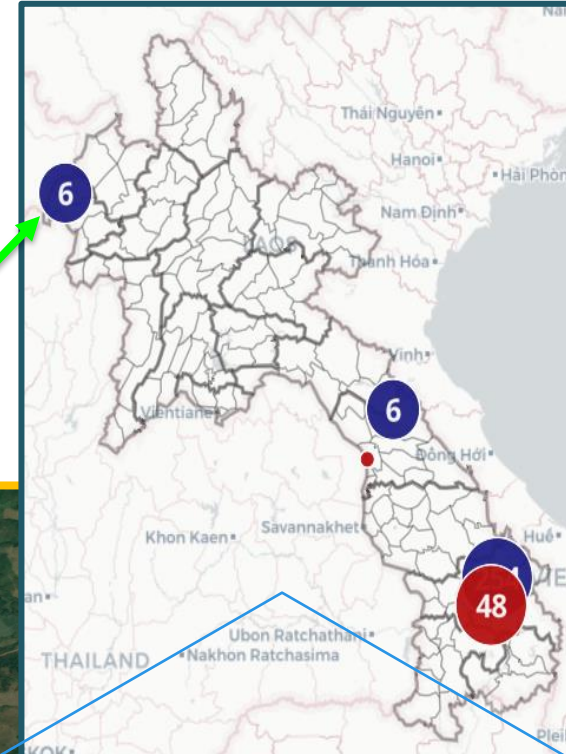 Thái Nguyên
Hanoi
Hải Phòn
6
Nam Định
LAOS
Thanh Hóa
Vinh
Vientiane
6
Đồng Hới
Khon Kaen
Savannakhet
Huế
48
Ubon Ratchathani
THAILAND
Nakhon Ratchasima